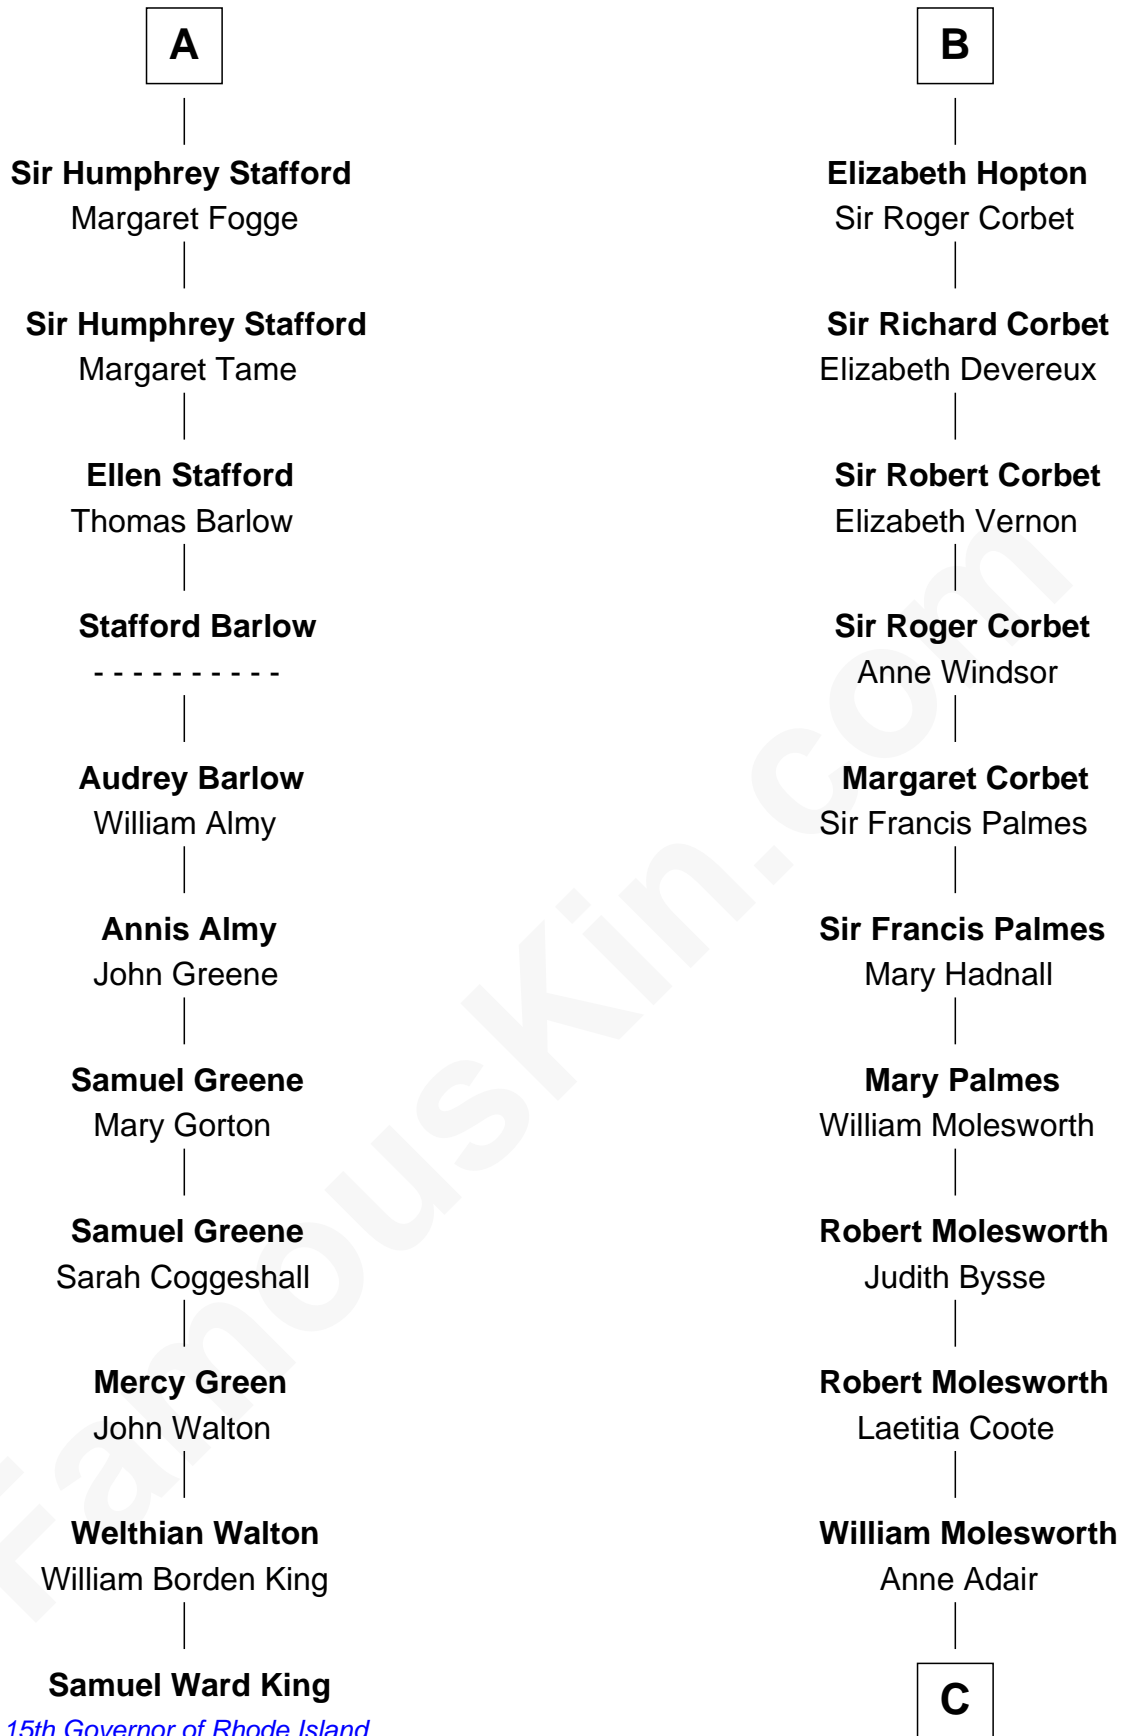 A
Sir Humphrey Stafford
Margaret Fogge
Sir Humphrey Stafford
Margaret Tame
Ellen Stafford
Thomas Barlow
Stafford Barlow
- - - - - - - - - -
Audrey Barlow
William Almy
Annis Almy
John Greene
Samuel Greene
Mary Gorton
Samuel Greene
Sarah Coggeshall
Mercy Green
John Walton
Welthian Walton
William Borden King
Samuel Ward King
15th Governor of Rhode Island
B
Elizabeth Hopton
Sir Roger Corbet
Sir Richard Corbet
Elizabeth Devereux
Sir Robert Corbet
Elizabeth Vernon
Sir Roger Corbet
Anne Windsor
Margaret Corbet
Sir Francis Palmes
Sir Francis Palmes
Mary Hadnall
Mary Palmes
William Molesworth
Robert Molesworth
Judith Bysse
Robert Molesworth
Laetitia Coote
William Molesworth
Anne Adair
C
FamousKin.com